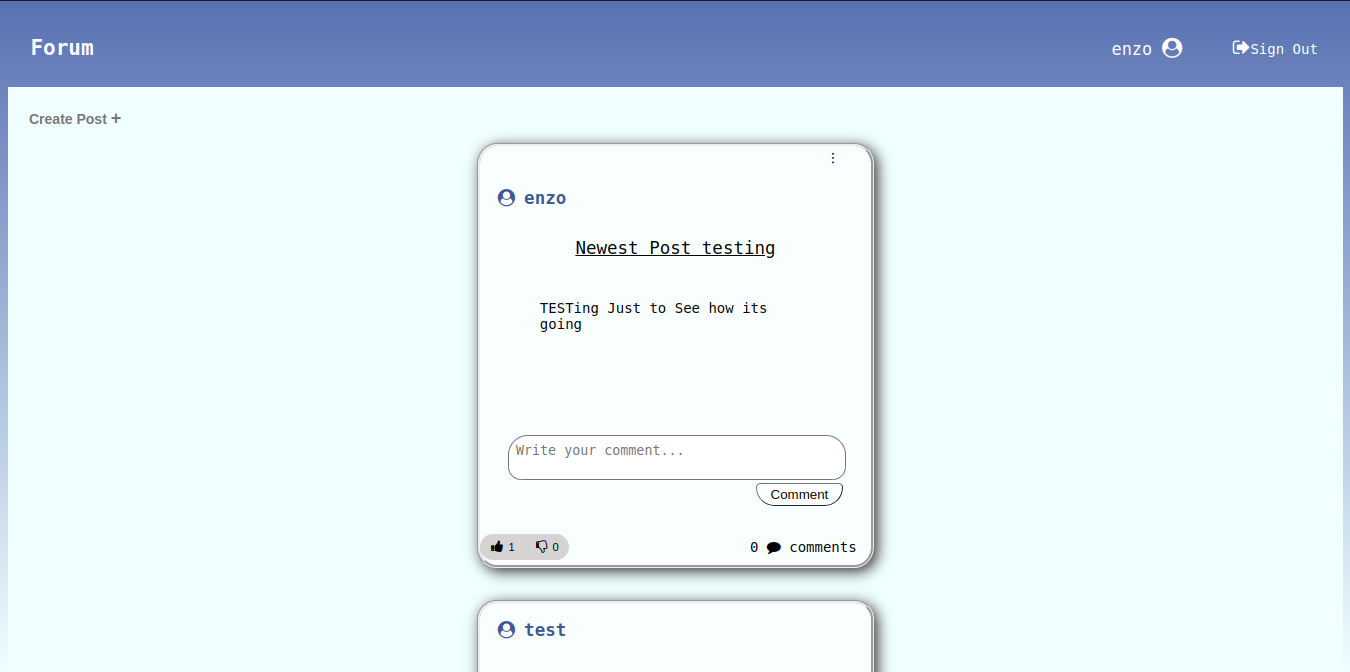 Forum
enzo
Sign Out
Create Post +
enzo
Newest Post testing
TESTing Just to See how its
going
Write your comment...
Comment
1 0
0 comments
test